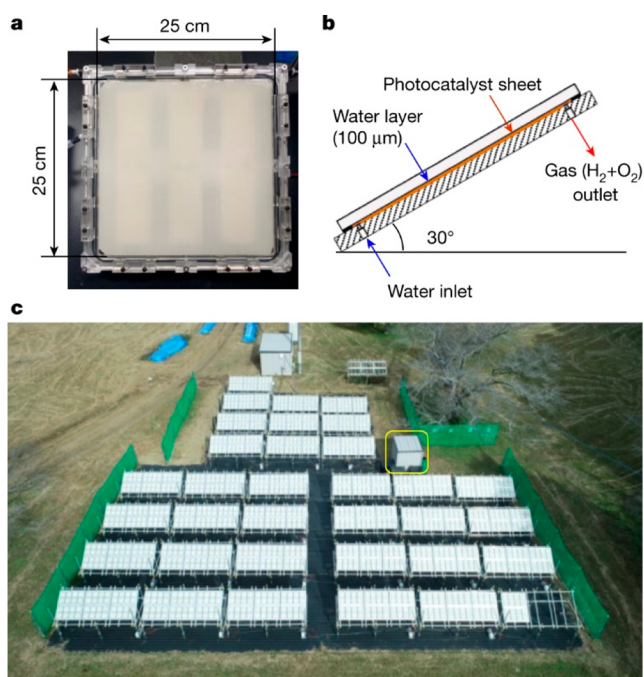 a
25 cm
25 cm
b
Photocatalyst sheet
Water layer
(100 μm)
Gas (H₂+O₂)
outlet
30°
Water inlet
c